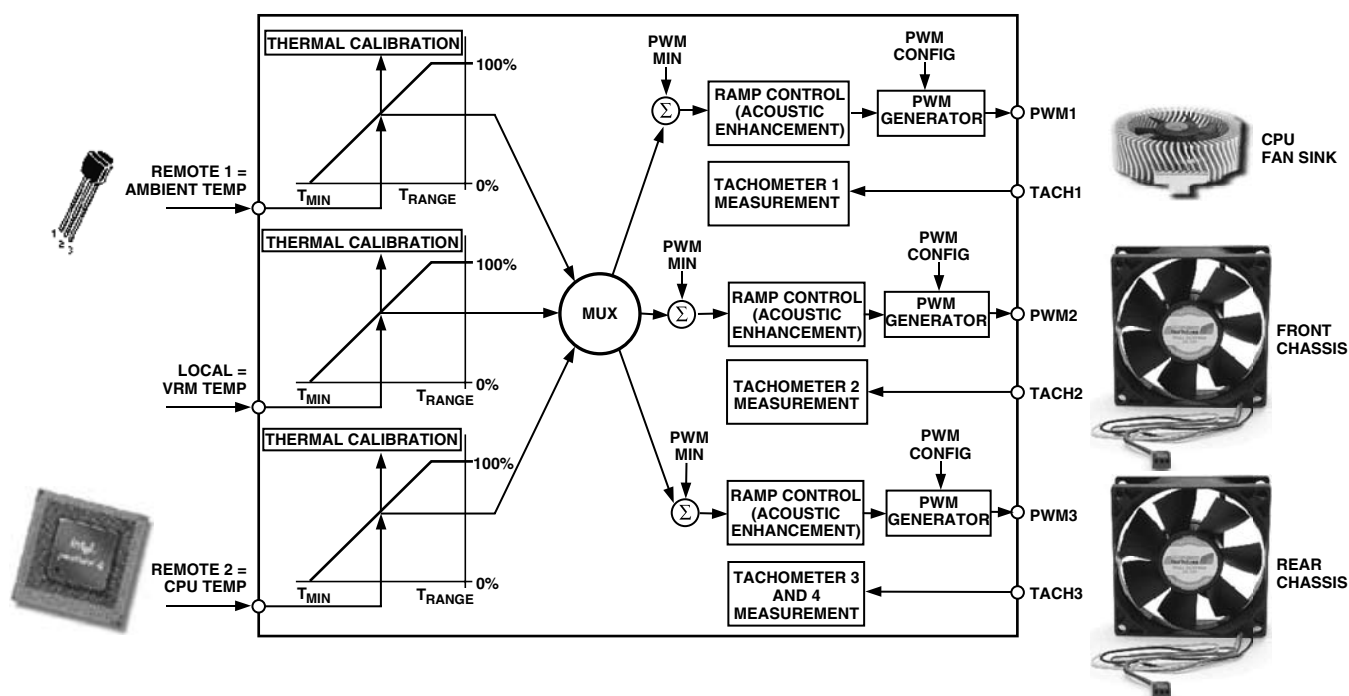 THERMAL CALIBRATION
100%
0%
T_MIN
T_RANGE
REMOTE 1 =
AMBIENT TEMP
1
2
3
THERMAL CALIBRATION
100%
0%
T_MIN
T_RANGE
LOCAL =
VRM TEMP
THERMAL CALIBRATION
100%
0%
T_MIN
T_RANGE
REMOTE 2 =
CPU TEMP
intel
MUX
PWM
MIN
Σ
RAMP CONTROL
(ACOUSTIC
ENHANCEMENT)
PWM
CONFIG
PWM
GENERATOR
PWM1
TACHOMETER 1
MEASUREMENT
TACH1
CPU
FAN SINK
PWM
MIN
Σ
RAMP CONTROL
(ACOUSTIC
ENHANCEMENT)
PWM
CONFIG
PWM
GENERATOR
PWM2
TACHOMETER 2
MEASUREMENT
TACH2
FRONT
CHASSIS
PWM
MIN
Σ
RAMP CONTROL
(ACOUSTIC
ENHANCEMENT)
PWM
CONFIG
PWM
GENERATOR
PWM3
TACHOMETER 3
AND 4
MEASUREMENT
TACH3
REAR
CHASSIS